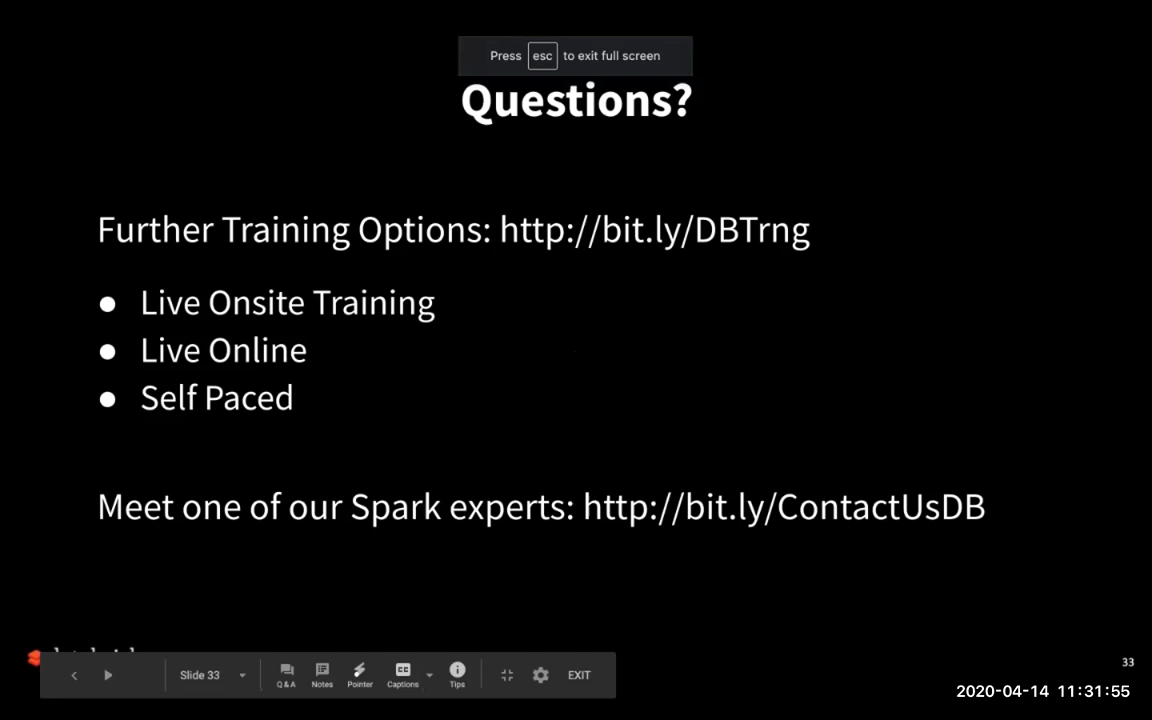 Press esc to exit full screen
Questions?
Further Training Options: http://bit.ly/DBTrng
● Live Onsite Training
● Live Online
● Self Paced
Meet one of our Spark experts: http://bit.ly/ContactUsDB
33
Slide 33
Q&A
Notes
Pointer
Captions
Tips
EXIT
2020-04-14 11:31:55